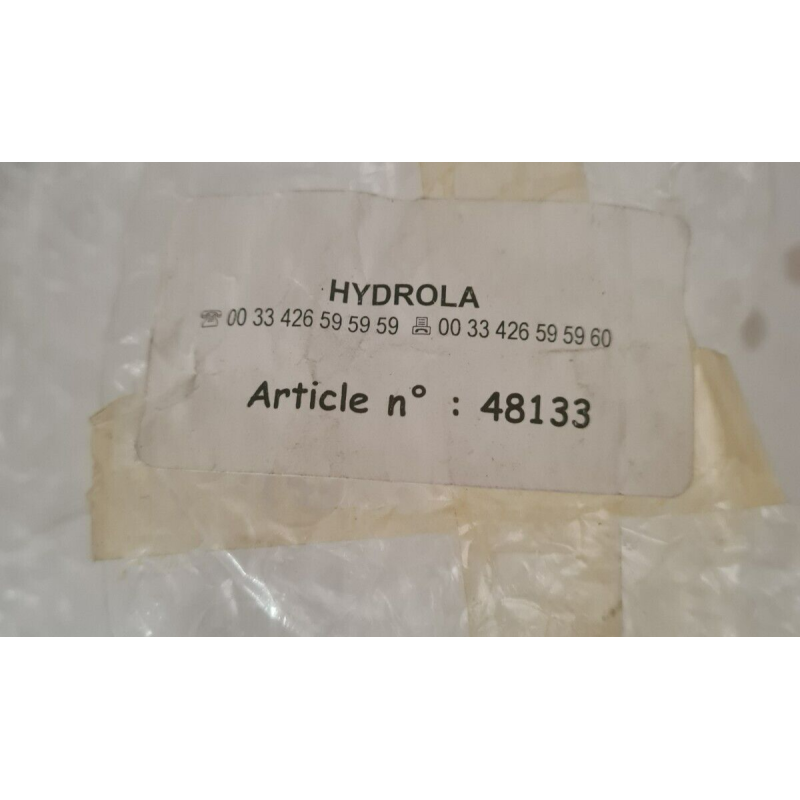 HYDROLA
☎ 00 33 426 59 59 59 📠 00 33 426 59 59 60
Article n° : 48133